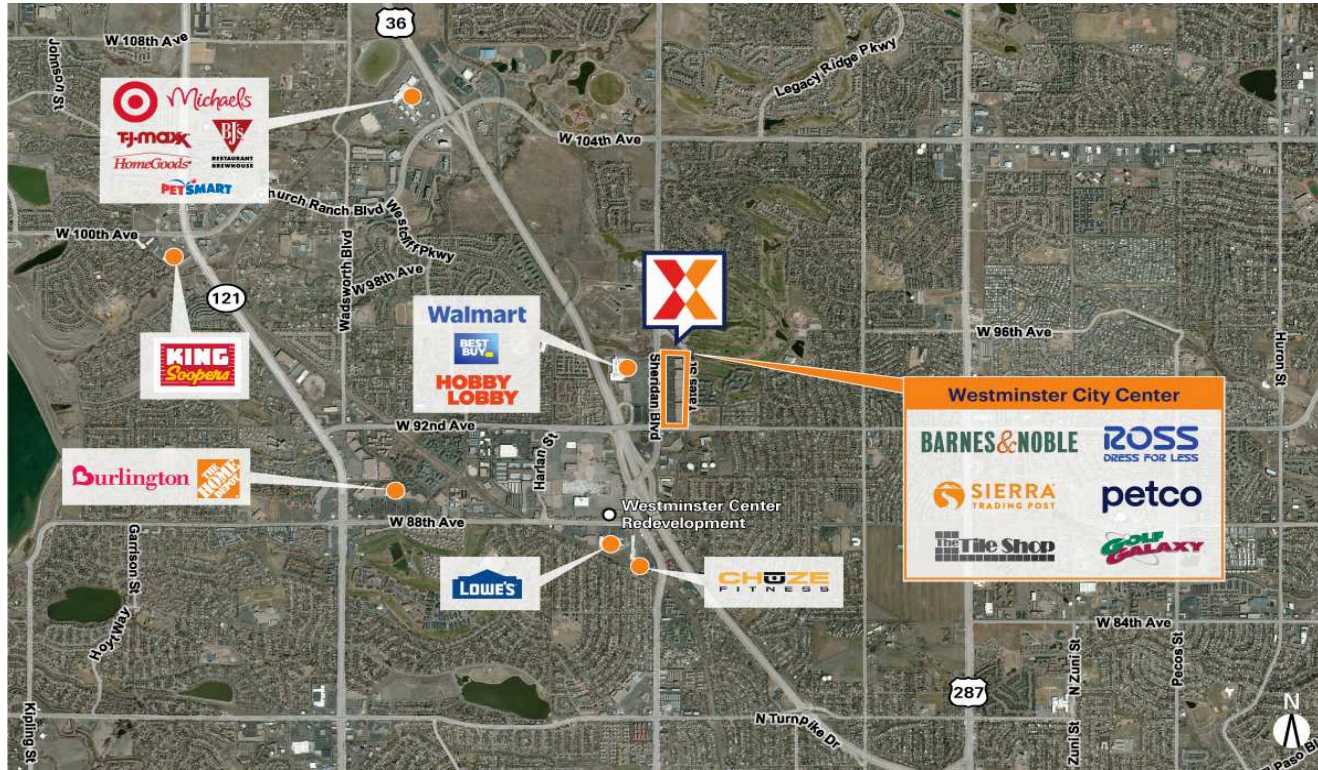 36
W 108th Ave
Johnson St
Legacy Ridge Pkwy
Michaels
T·J·maxx
BJ's
RESTAURANT
BREWHOUSE
HomeGoods
PETSMART
W 104th Ave
hurch Ranch Blvd
W 100th Ave
Wadsworth Blvd
Pkwy
W 98th Ave
121
KING
Soopers
Walmart
BEST
BUY
HOBBY
LOBBY
W 96th Ave
Huron St
Sheridan Blvd
Yates St
Westminster City Center
BARNES&NOBLE
ROSS
DRESS FOR LESS
SIERRA
TRADING POST
petco
The Tile Shop
GOLF
GALAXY
W 92nd Ave
Harlan St
Burlington
THE
HOME
DEPOT
Westminster Center
Redevelopment
W 88th Ave
Garrison St
LOWE'S
CHUZE
FITNESS
Hoyt Way
W 84th Ave
N Zuni St
Pecos St
287
Kipling St
N Turnpike Dr
Zuni St
N
El Paso Bl